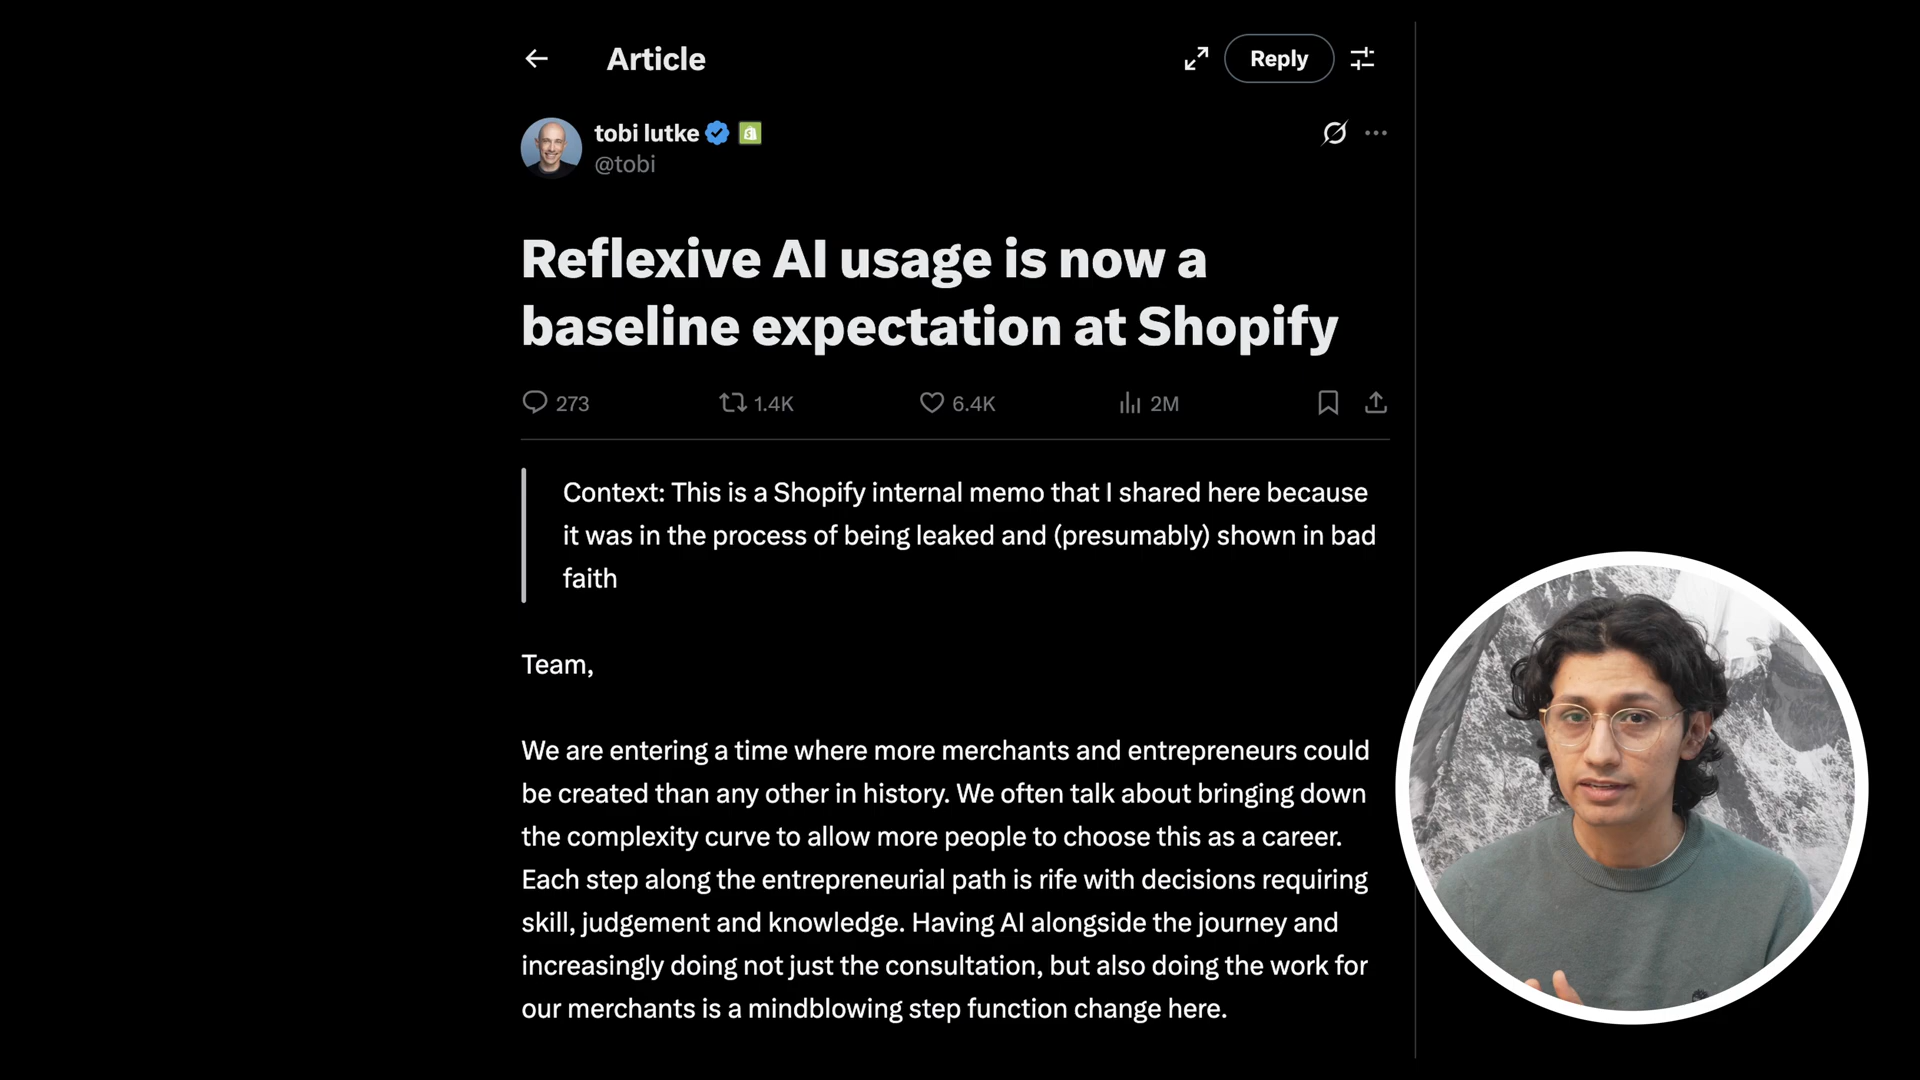 Article
Reply
tobi lutke
@tobi
Reflexive AI usage is now a
baseline expectation at Shopify
273
1.4K
6.4K
2M
Context: This is a Shopify internal memo that I shared here because
it was in the process of being leaked and (presumably) shown in bad
faith
Team,
We are entering a time where more merchants and entrepreneurs could
be created than any other in history. We often talk about bringing down
the complexity curve to allow more people to choose this as a career.
Each step along the entrepreneurial path is rife with decisions requiring
skill, judgement and knowledge. Having AI alongside the journey and
increasingly doing not just the consultation, but also doing the work for
our merchants is a mindblowing step function change here.